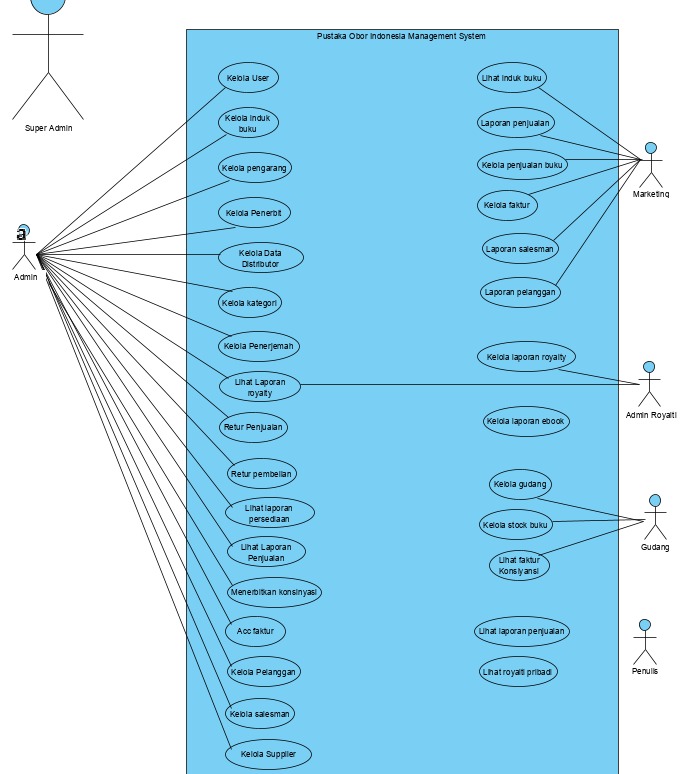 Pustaka Obor Indonesia Management System
Super Admin
a
Admin
Kelola User
Kelola Induk
buku
Kelola pengarang
Kelola Penerbit
Kelola Data
Distributor
Kelola kategori
Kelola Penerjemah
Lihat Laporan
royalty
Retur Penjualan
Retur pembelian
Lihat laporan
persediaan
Lihat Laporan
Penjualan
Menerbitkan konsinyasi
Acc faktur
Kelola Pelanggan
Kelola salesman
Kelola Supplier
Lihat Induk buku
Laporan penjualan
Kelola penjualan buku
Kelola faktur
Laporan salesman
Laporan pelanggan
Kelola laporan royalty
Kelola laporan ebook
Kelola gudang
Kelola stock buku
Lihat faktur
Konsiyansi
Lihat laporan penjualan
Lihat royalti pribadi
Marketing
Admin Royalti
Gudang
Penulis